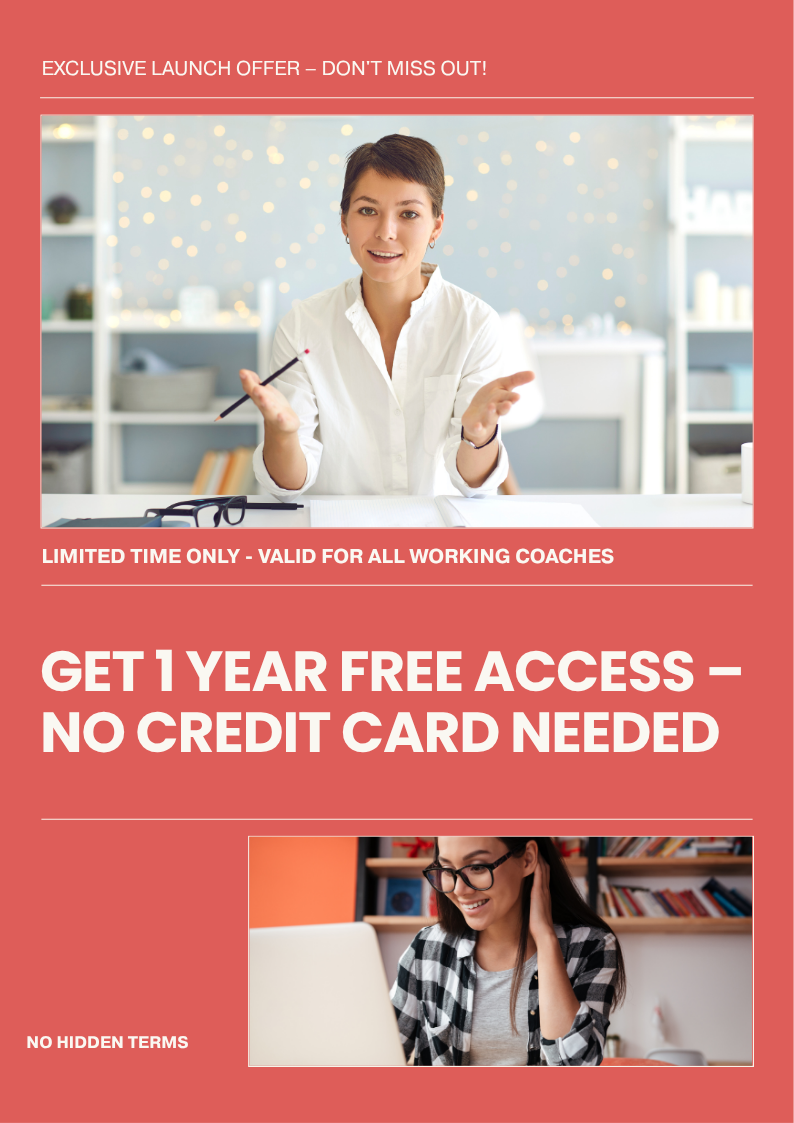 EXCLUSIVE LAUNCH OFFER – DON'T MISS OUT!
LIMITED TIME ONLY - VALID FOR ALL WORKING COACHES
GET 1 YEAR FREE ACCESS –
NO CREDIT CARD NEEDED
NO HIDDEN TERMS